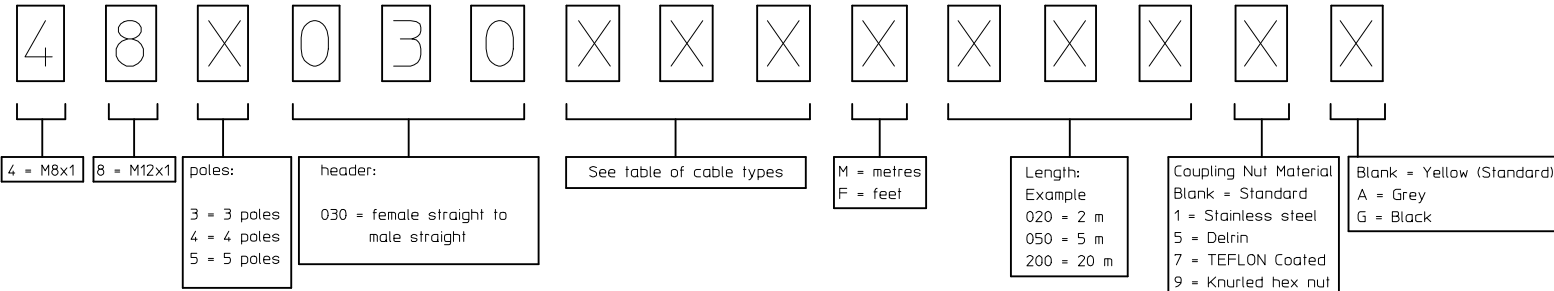 4 8 X 0 3 0 X X X X X X X X X
4 = M8x1
8 = M12x1
poles:
3 = 3 poles
4 = 4 poles
5 = 5 poles
header:
030 = female straight to
male straight
See table of cable types
M = metres
F = feet
Length:
Example
020 = 2 m
050 = 5 m
200 = 20 m
Coupling Nut Material
Blank = Standard
1 = Stainless steel
5 = Delrin
7 = TEFLON Coated
9 = Knurled hex nut
Blank = Yellow (Standard)
A = Grey
G = Black